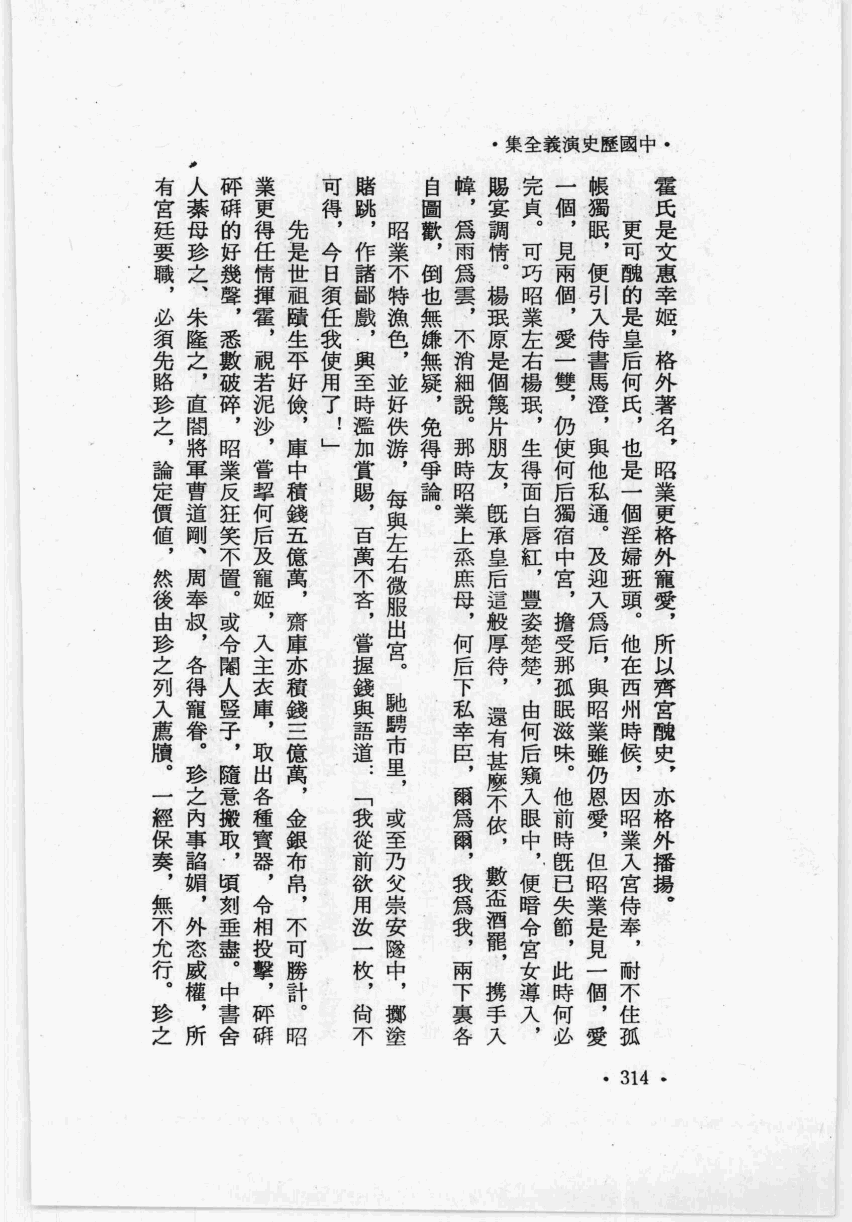 ・中國歷史演義全集・
霍氏是文惠幸姬，格外著名，昭業更格外寵愛，所以齊宮醜史，亦格外播揚。
更可醜的是皇后何氏，也是一個淫婦班頭。他在西州時候，因昭業入宮侍奉，耐不住孤
帳獨眠，便引入侍書馬澄，與他私通。及迎入爲后，與昭業雖仍恩愛，但昭業是見一個，愛
一個，見兩個，愛一雙，仍使何后獨宿中宮，擔受那孤眠滋味。他前時旣已失節，此時何必
完貞。可巧昭業左右楊珉，生得面白唇紅，豐姿楚楚，由何后窺入眼中，便暗令宮女導入，
賜宴調情。楊珉原是個篾片朋友，旣承皇后這般厚待，還有甚麼不依，數盃酒罷，携手入
幃，爲雨爲雲，不消細說。那時昭業上烝庶母，何后下私幸臣，爾爲爾，我爲我，兩下裏各
自圖歡，倒也無嫌無疑，免得爭論。
昭業不特漁色，並好佚游，每與左右微服出宮。馳騁市里，或至乃父崇安隧中，擲塗
賭跳，作諸鄙戲，興至時濫加賞賜，百萬不吝，嘗握錢與語道：「我從前欲用汝一枚，尙不
可得，今日須任我使用了！」
先是世祖賾生平好儉，庫中積錢五億萬，齋庫亦積錢三億萬，金銀布帛，不可勝計。昭
業更得任情揮霍，視若泥沙，嘗挈何后及寵姬，入主衣庫，取出各種寶器，令相投擊，砰硑
砰硑的好幾聲，悉數破碎，昭業反狂笑不置。或令閹人豎子，隨意搬取，頃刻垂盡。中書舍
人綦母珍之、朱隆之，直閤將軍曹道剛、周奉叔，各得寵眷。珍之內事諂媚，外恣威權，所
有宮廷要職，必須先賂珍之，論定價値，然後由珍之列入薦牘。一經保奏，無不允行。珍之
・314・